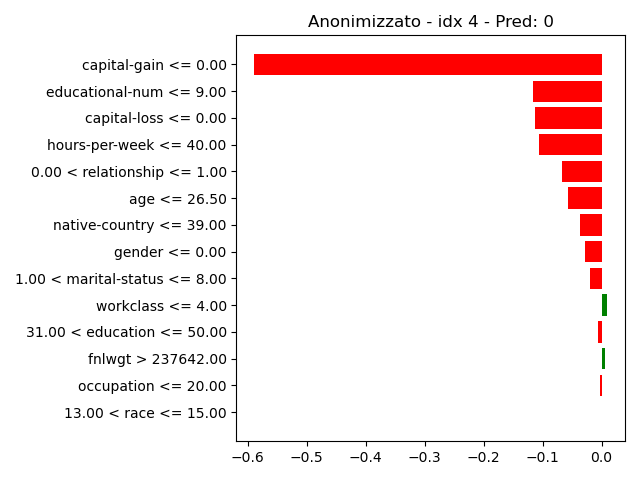 Anonimizzato - idx 4 - Pred: 0
capital-gain <= 0.00
educational-num <= 9.00
capital-loss <= 0.00
hours-per-week <= 40.00
0.00 < relationship <= 1.00
age <= 26.50
native-country <= 39.00
gender <= 0.00
1.00 < marital-status <= 8.00
workclass <= 4.00
31.00 < education <= 50.00
fnlwgt > 237642.00
occupation <= 20.00
13.00 < race <= 15.00
−0.6 −0.5 −0.4 −0.3 −0.2 −0.1 0.0